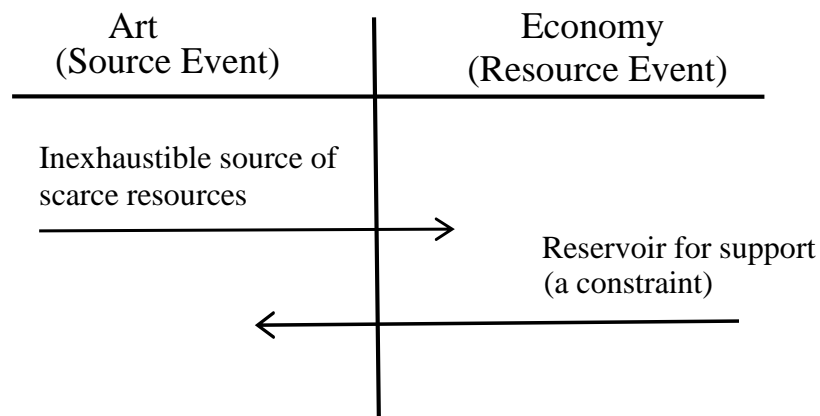 Art
(Source Event)
Economy
(Resource Event)
Inexhaustible source of
scarce resources
Reservoir for support
(a constraint)